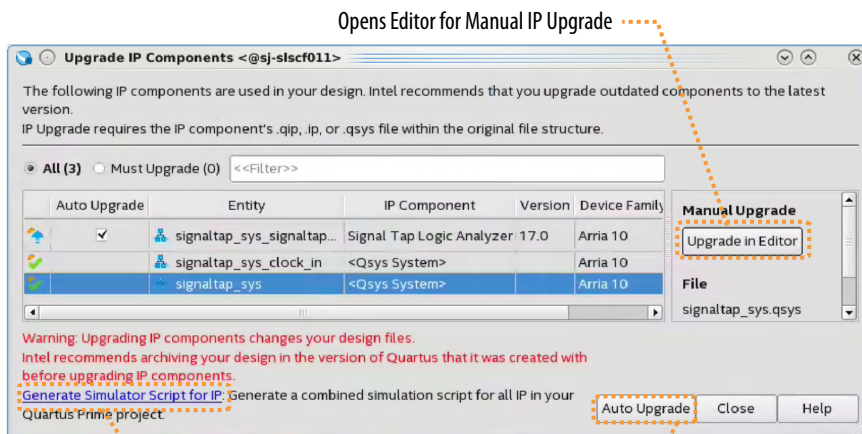 Opens Editor for Manual IP Upgrade
Upgrade IP Components <@sj-slscf011>
The following IP components are used in your design. Intel recommends that you upgrade outdated components to the latest
version.
IP Upgrade requires the IP component's .qip, .ip, or .qsys file within the original file structure.
All (3) Must Upgrade (0) <<Filter>>
Auto Upgrade Entity IP Component Version Device Family
signaltap_sys_signaltap... Signal Tap Logic Analyzer 17.0 Arria 10
signaltap_sys_clock_in <Qsys System> Arria 10
signaltap_sys <Qsys System> Arria 10
Manual Upgrade
Upgrade in Editor
File
signaltap_sys.qsys
Warning: Upgrading IP components changes your design files.
Intel recommends archiving your design in the version of Quartus that it was created with
before upgrading IP components.
Generate Simulator Script for IP: Generate a combined simulation script for all IP in your
Quartus Prime project.
Auto Upgrade Close Help